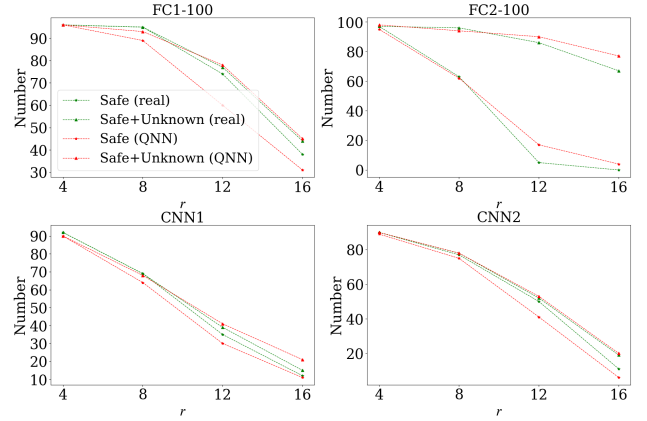 FC1-100
FC2-100
Number
90
80
70
60
50
40
30
Safe (real)
Safe+Unknown (real)
Safe (QNN)
Safe+Unknown (QNN)
4 8 12 16
r
Number
100
80
60
40
20
0
4 8 12 16
r
CNN1
CNN2
Number
90
80
70
60
50
40
30
20
10
4 8 12 16
r
Number
80
60
40
20
4 8 12 16
r